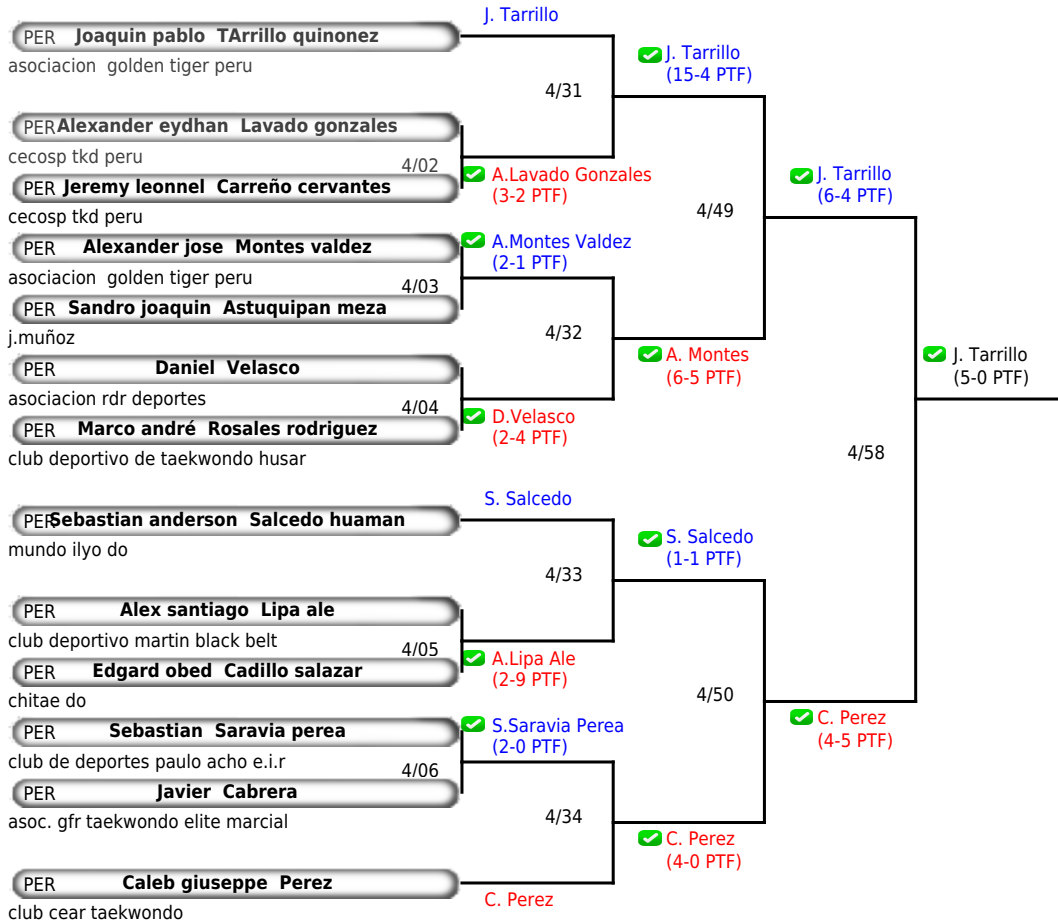 J. Tarrillo
PER Joaquin pablo TArrillo quinonez
asociacion golden tiger peru
J. Tarrillo
(15-4 PTF)
4/31
PER Alexander eydhan Lavado gonzales
cecosp tkd peru
4/02
A.Lavado Gonzales
(3-2 PTF)
PER Jeremy leonnel Carreño cervantes
cecosp tkd peru
J. Tarrillo
(6-4 PTF)
4/49
PER Alexander jose Montes valdez
asociacion golden tiger peru
A.Montes Valdez
(2-1 PTF)
4/03
PER Sandro joaquin Astuquipan meza
j.muñoz
4/32
A. Montes
(6-5 PTF)
J. Tarrillo
(5-0 PTF)
PER Daniel Velasco
asociacion rdr deportes
4/04
D.Velasco
(2-4 PTF)
PER Marco andré Rosales rodriguez
club deportivo de taekwondo husar
4/58
S. Salcedo
PER Sebastian anderson Salcedo huaman
mundo ilyo do
S. Salcedo
(1-1 PTF)
4/33
PER Alex santiago Lipa ale
club deportivo martin black belt
4/05
A.Lipa Ale
(2-9 PTF)
PER Edgard obed Cadillo salazar
chitae do
4/50
C. Perez
(4-5 PTF)
PER Sebastian Saravia perea
club de deportes paulo acho e.i.r
S.Saravia Perea
(2-0 PTF)
4/06
PER Javier Cabrera
asoc. gfr taekwondo elite marcial
4/34
C. Perez
(4-0 PTF)
PER Caleb giuseppe Perez
club cear taekwondo
C. Perez